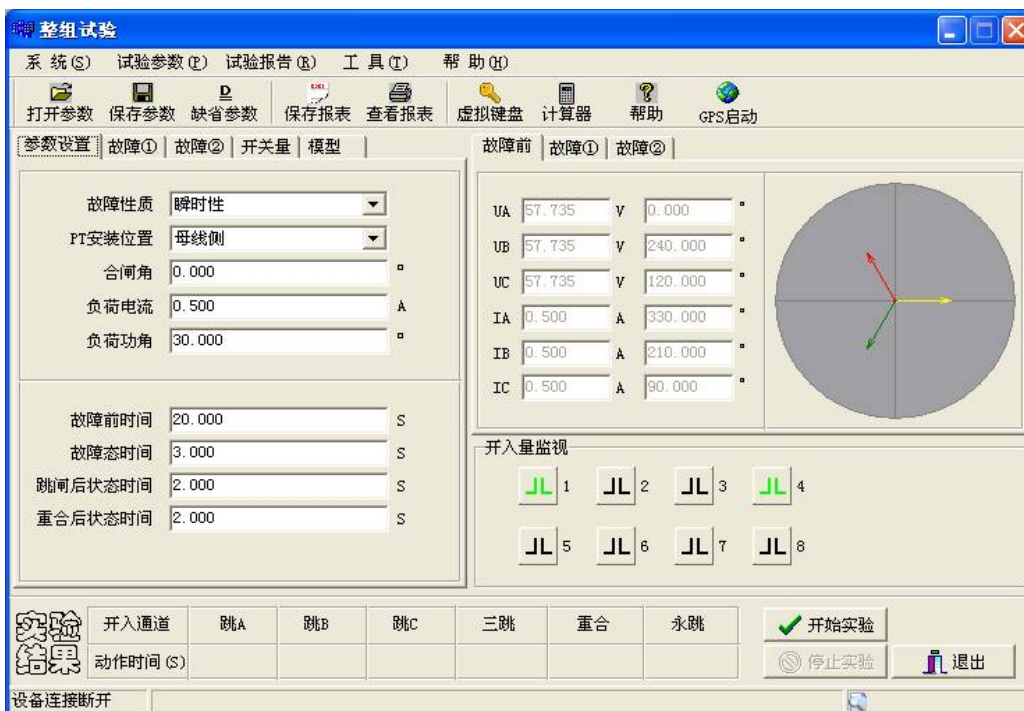 整组试验
系 统(S) 试验参数(P) 试验报告(R) 工 具(T) 帮 助(H)
打开参数 保存参数 缺省参数 保存报表 查看报表 虚拟键盘 计算器 帮助 GPS启动
参数设置 故障① 故障② 开关量 模型
故障性质 瞬时性
PT安装位置 母线侧
合闸角 0.000 °
负荷电流 0.500 A
负荷功角 30.000 °
故障前时间 20.000 S
故障态时间 3.000 S
跳闸后状态时间 2.000 S
重合后状态时间 2.000 S
故障前 故障① 故障②
UA 57.735 V 0.000 °
UB 57.735 V 240.000 °
UC 57.735 V 120.000 °
IA 0.500 A 330.000 °
IB 0.500 A 210.000 °
IC 0.500 A 90.000 °
开入量监视
1 2 3 4
5 6 7 8
实验
结果
开入通道 跳A 跳B 跳C 三跳 重合 永跳
动作时间(S)
开始实验
停止实验 退出
设备连接断开